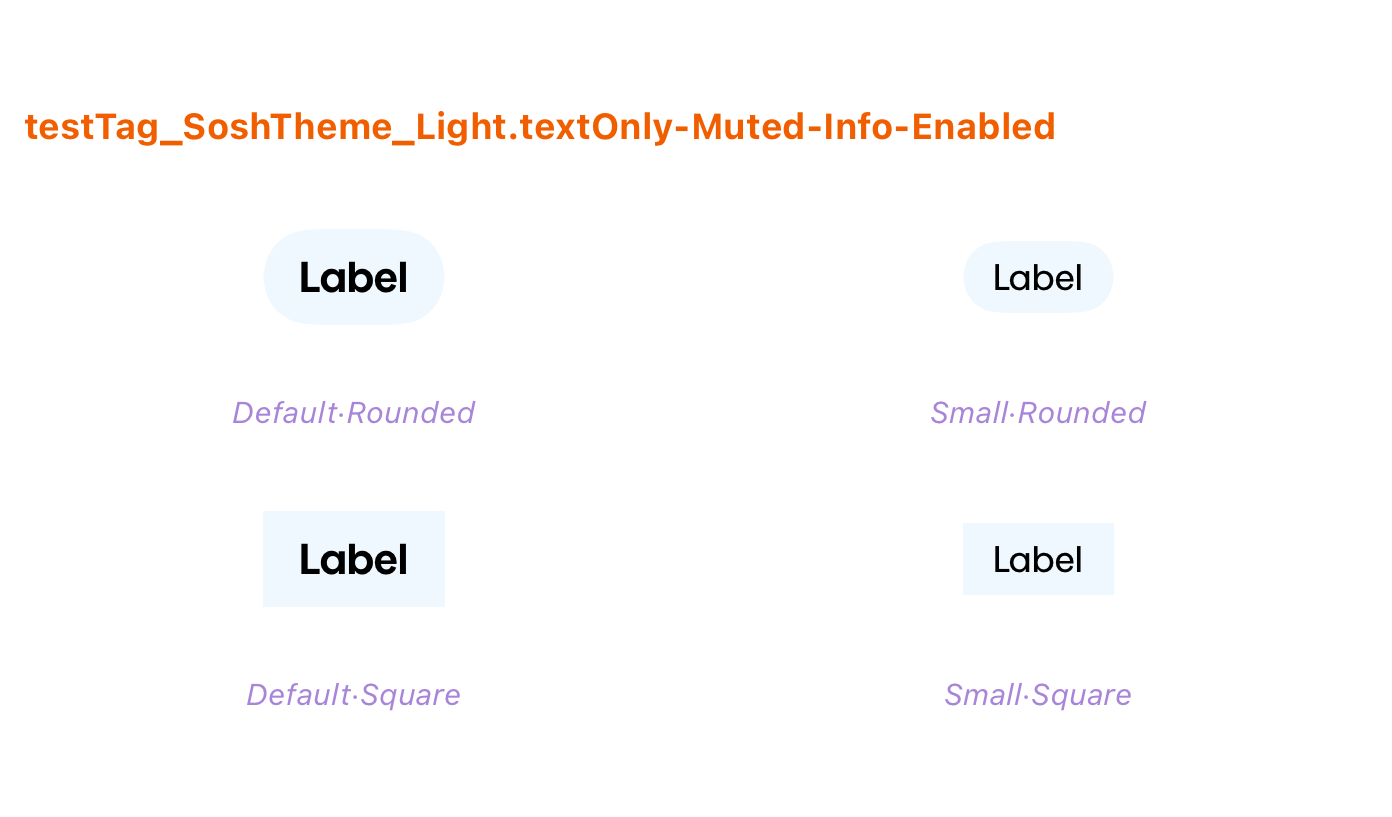 testTag_SoshTheme_Light.textOnly-Muted-Info-Enabled
Label
Label
Default·Rounded
Small·Rounded
Label
Label
Default·Square
Small·Square